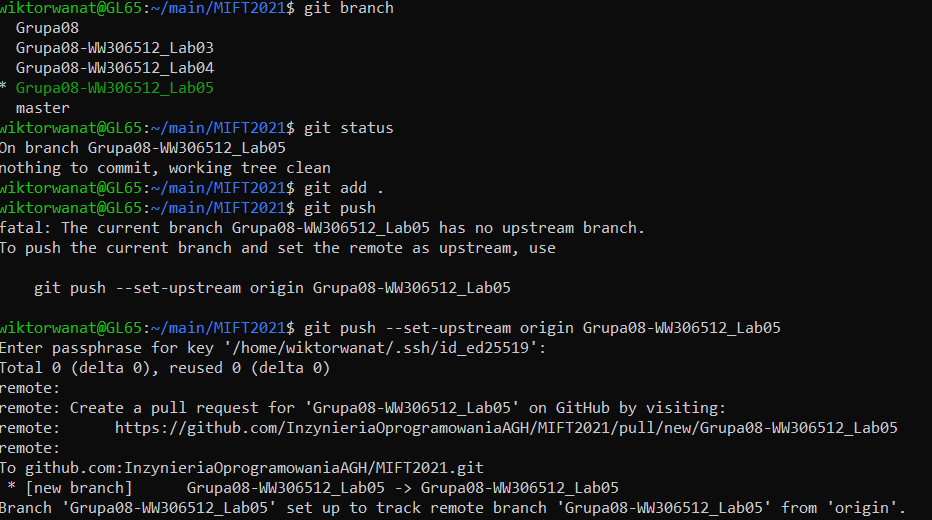 wiktorwanat@GL65:~/main/MIFT2021$ git branch
  Grupa08
  Grupa08-WW306512_Lab03
  Grupa08-WW306512_Lab04
* Grupa08-WW306512_Lab05
  master
wiktorwanat@GL65:~/main/MIFT2021$ git status
On branch Grupa08-WW306512_Lab05
nothing to commit, working tree clean
wiktorwanat@GL65:~/main/MIFT2021$ git add .
wiktorwanat@GL65:~/main/MIFT2021$ git push
fatal: The current branch Grupa08-WW306512_Lab05 has no upstream branch.
To push the current branch and set the remote as upstream, use

    git push --set-upstream origin Grupa08-WW306512_Lab05

wiktorwanat@GL65:~/main/MIFT2021$ git push --set-upstream origin Grupa08-WW306512_Lab05
Enter passphrase for key '/home/wiktorwanat/.ssh/id_ed25519':
Total 0 (delta 0), reused 0 (delta 0)
remote:
remote: Create a pull request for 'Grupa08-WW306512_Lab05' on GitHub by visiting:
remote:      https://github.com/InzynieriaOprogramowaniaAGH/MIFT2021/pull/new/Grupa08-WW306512_Lab05
remote:
To github.com:InzynieriaOprogramowaniaAGH/MIFT2021.git
 * [new branch]      Grupa08-WW306512_Lab05 -> Grupa08-WW306512_Lab05
Branch 'Grupa08-WW306512_Lab05' set up to track remote branch 'Grupa08-WW306512_Lab05' from 'origin'.